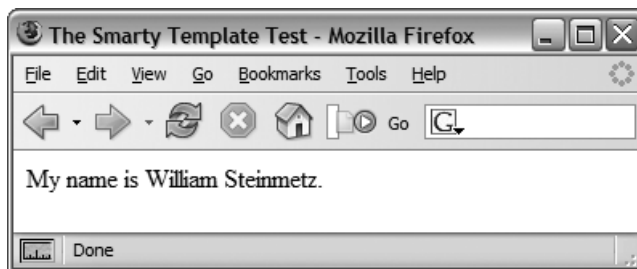 The Smarty Template Test - Mozilla Firefox
File Edit View Go Bookmarks Tools Help
Go G
My name is William Steinmetz.
Done